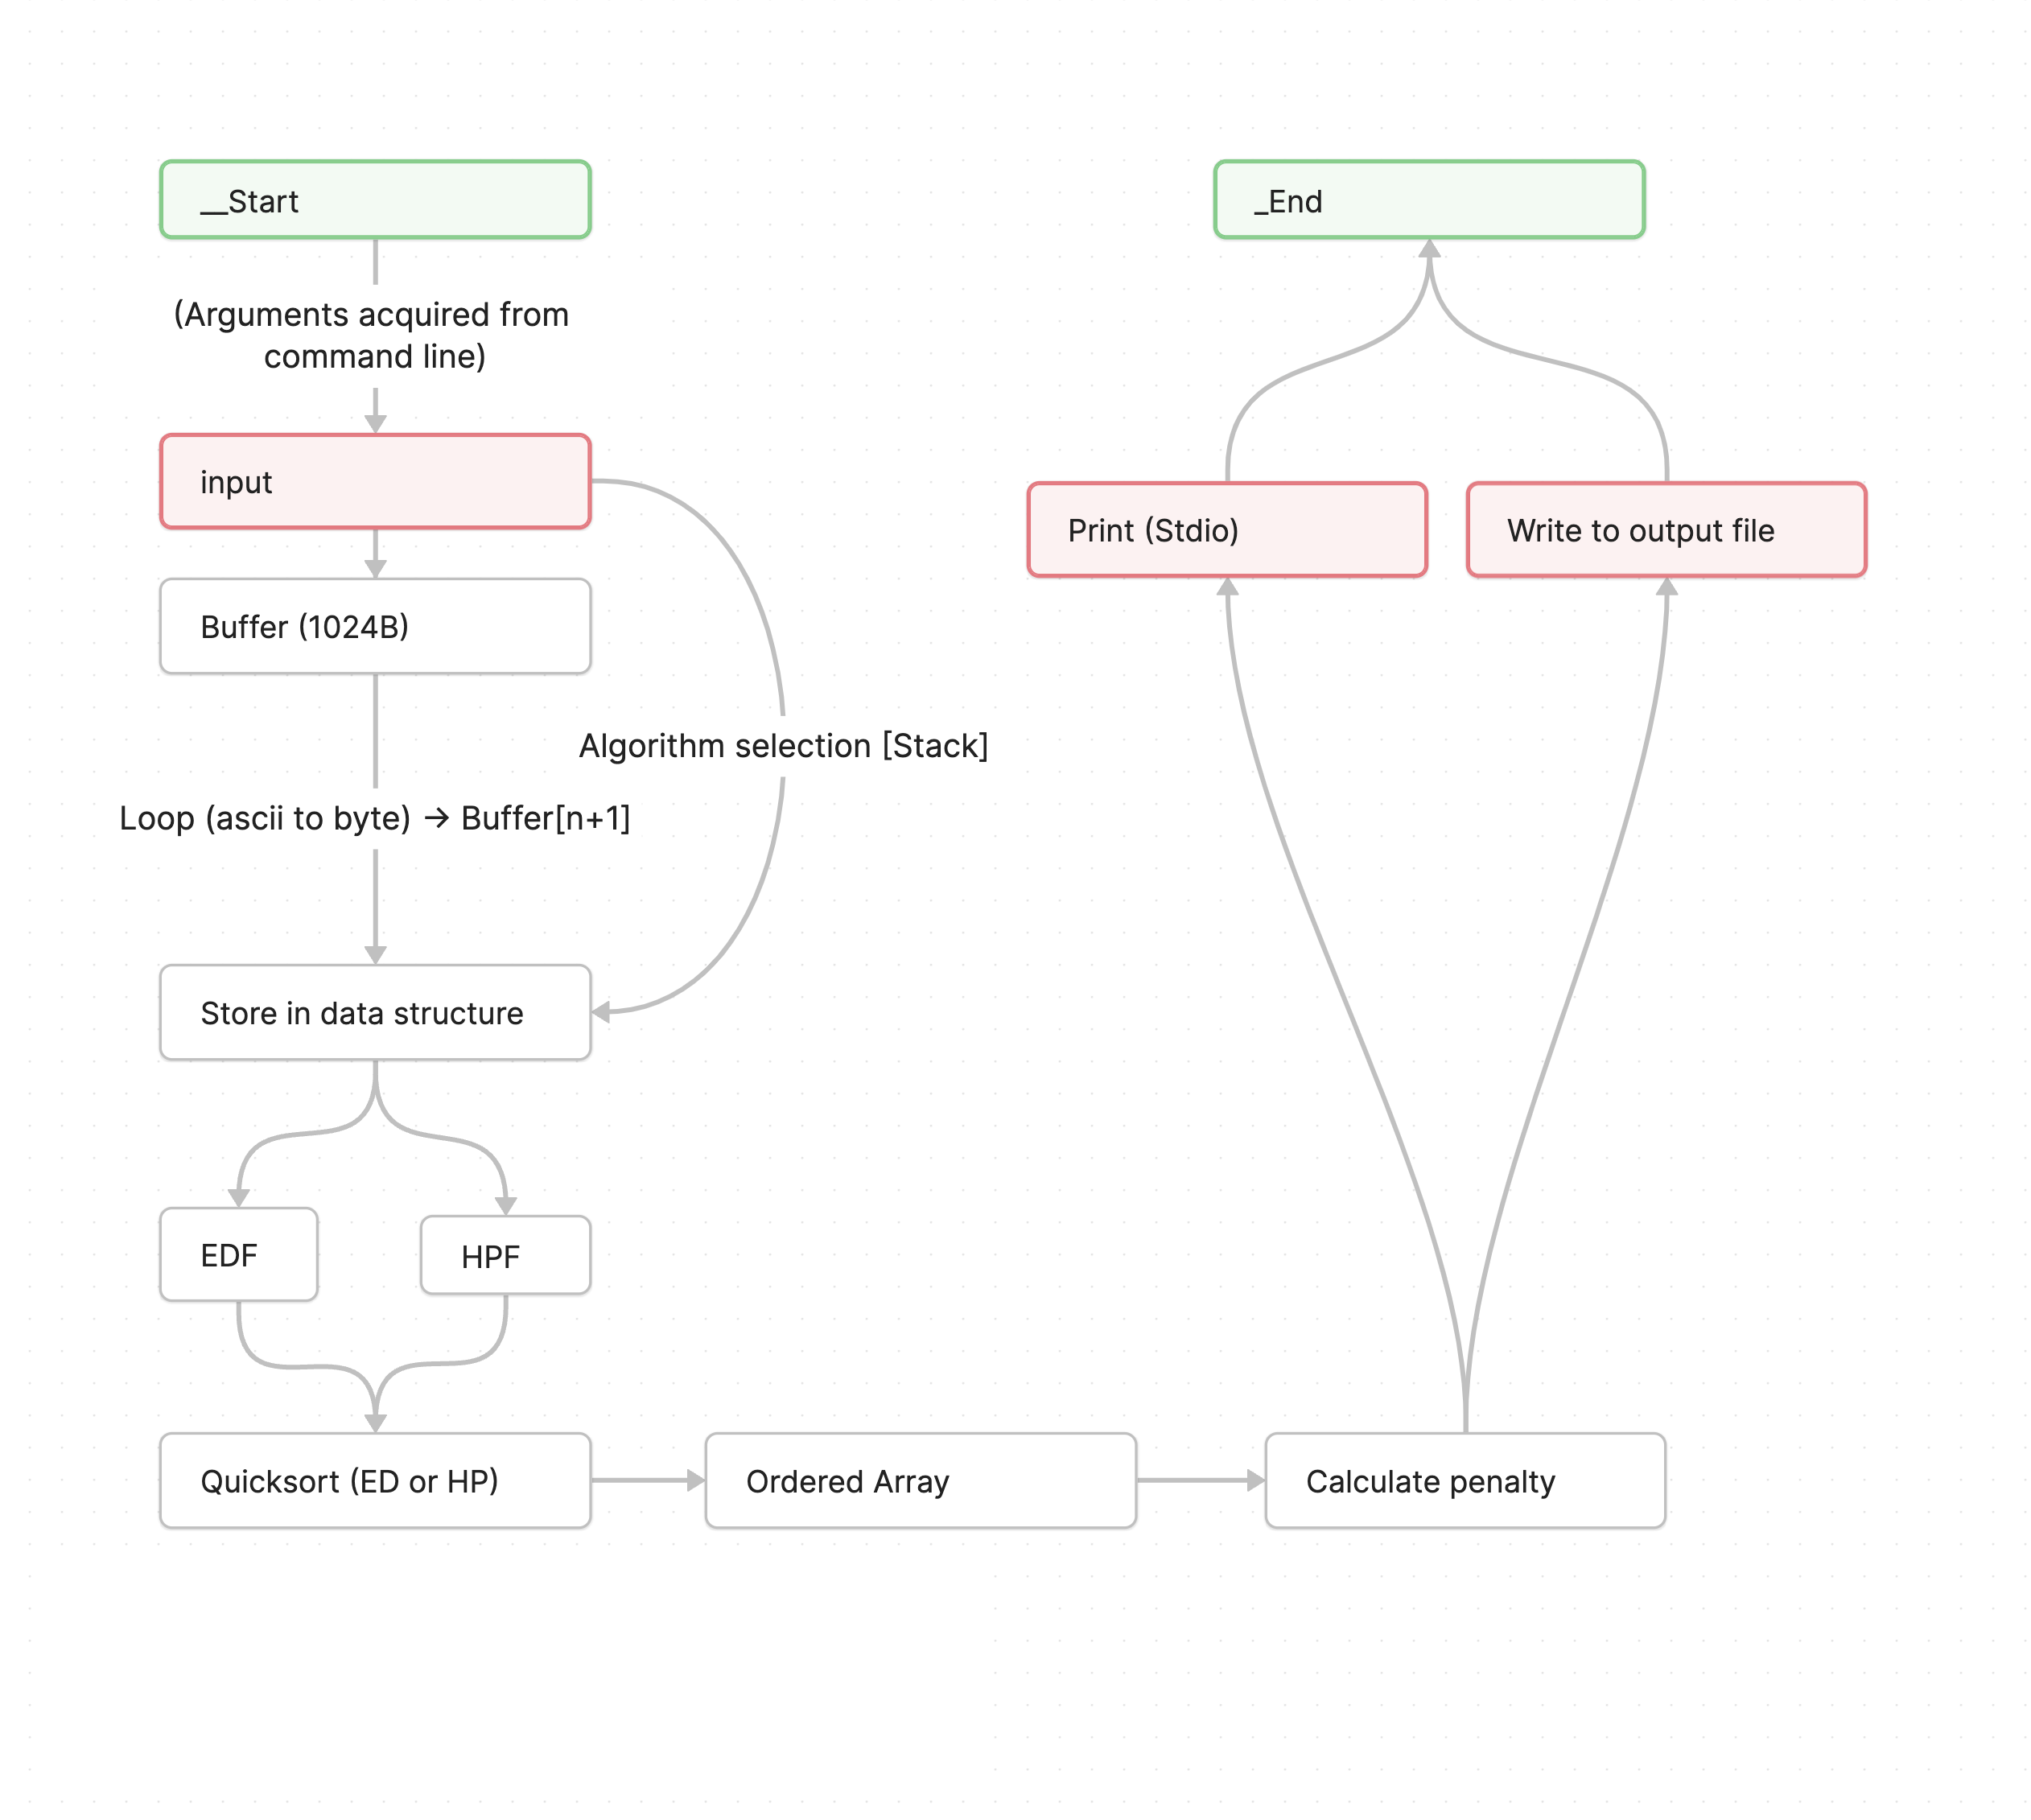 __Start
(Arguments acquired from
command line)
input
Buffer (1024B)
Algorithm selection [Stack]
Loop (ascii to byte) → Buffer[n+1]
Store in data structure
EDF
HPF
Quicksort (ED or HP)
Ordered Array
Calculate penalty
Print (Stdio)
Write to output file
_End